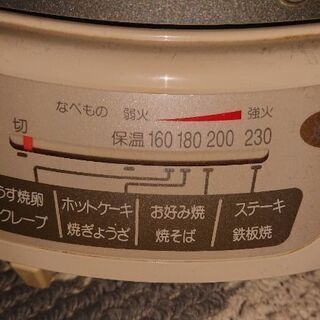 なべもの 弱火 強火
切
保温 160 180 200 230
うす焼卵 ホットケーキ お好み焼 ステーキ
クレープ 焼ぎょうざ 焼そば 鉄板焼